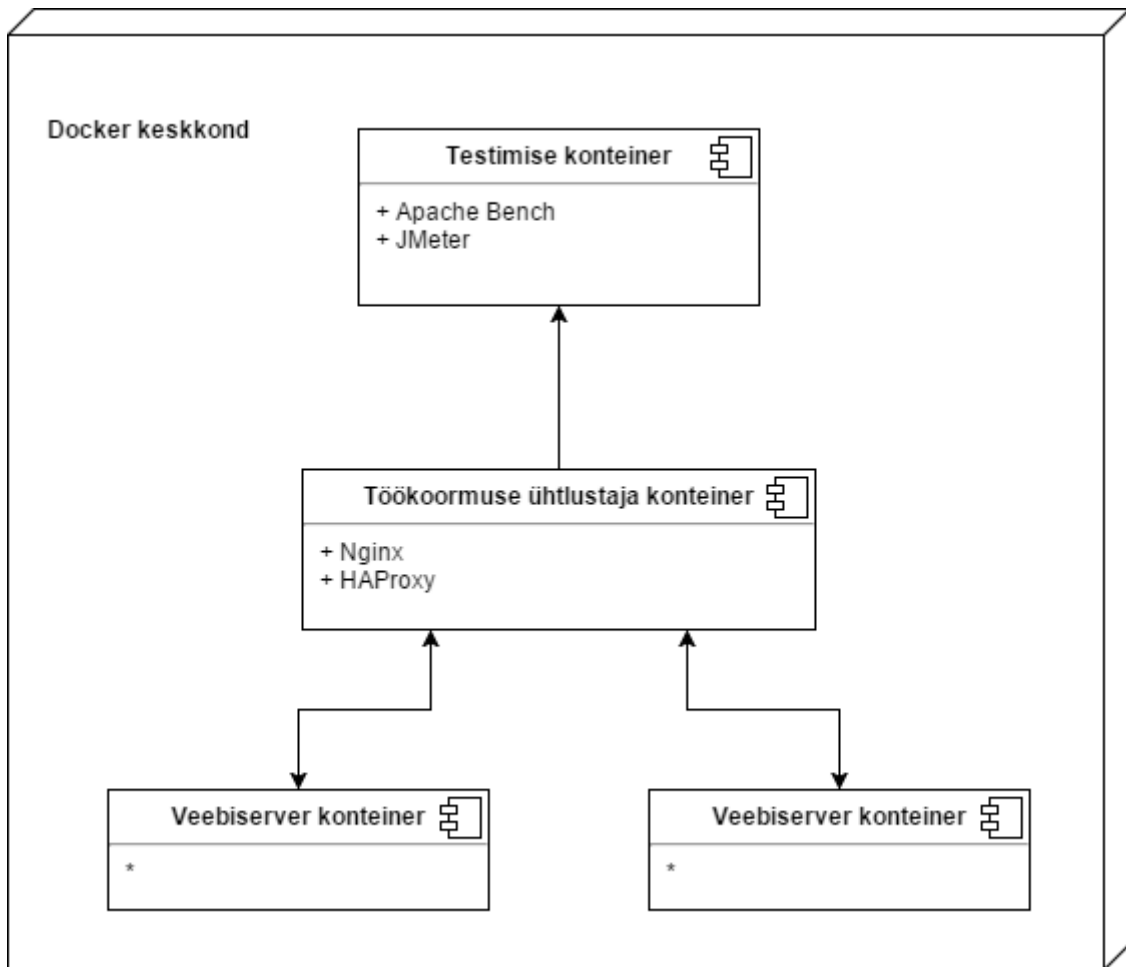 Docker keskkond
Testimise konteiner
+ Apache Bench
+ JMeter
Töökoormuse ühtlustaja konteiner
+ Nginx
+ HAProxy
Veebiserver konteiner
*
Veebiserver konteiner
*